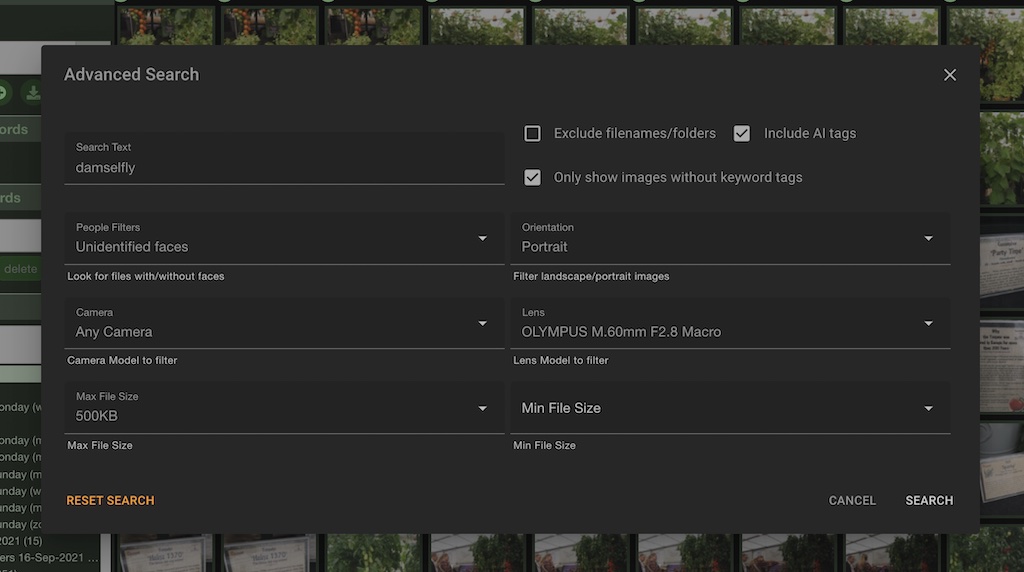 Advanced Search
Exclude filenames/folders
Include AI tags
Search Text
damselfly
Only show images without keyword tags
People Filters
Unidentified faces
Orientation
Portrait
Look for files with/without faces
Filter landscape/portrait images
Camera
Any Camera
Lens
OLYMPUS M.60mm F2.8 Macro
Camera Model to filter
Lens Model to filter
Max File Size
500KB
Min File Size
Max File Size
Min File Size
RESET SEARCH
CANCEL
SEARCH
ords
rds
delete
onday (w
onday (m
onday (m
unday (m
unday (w
unday (m
unday (zo
2021 (15)
ers 16-Sep-2021 ...